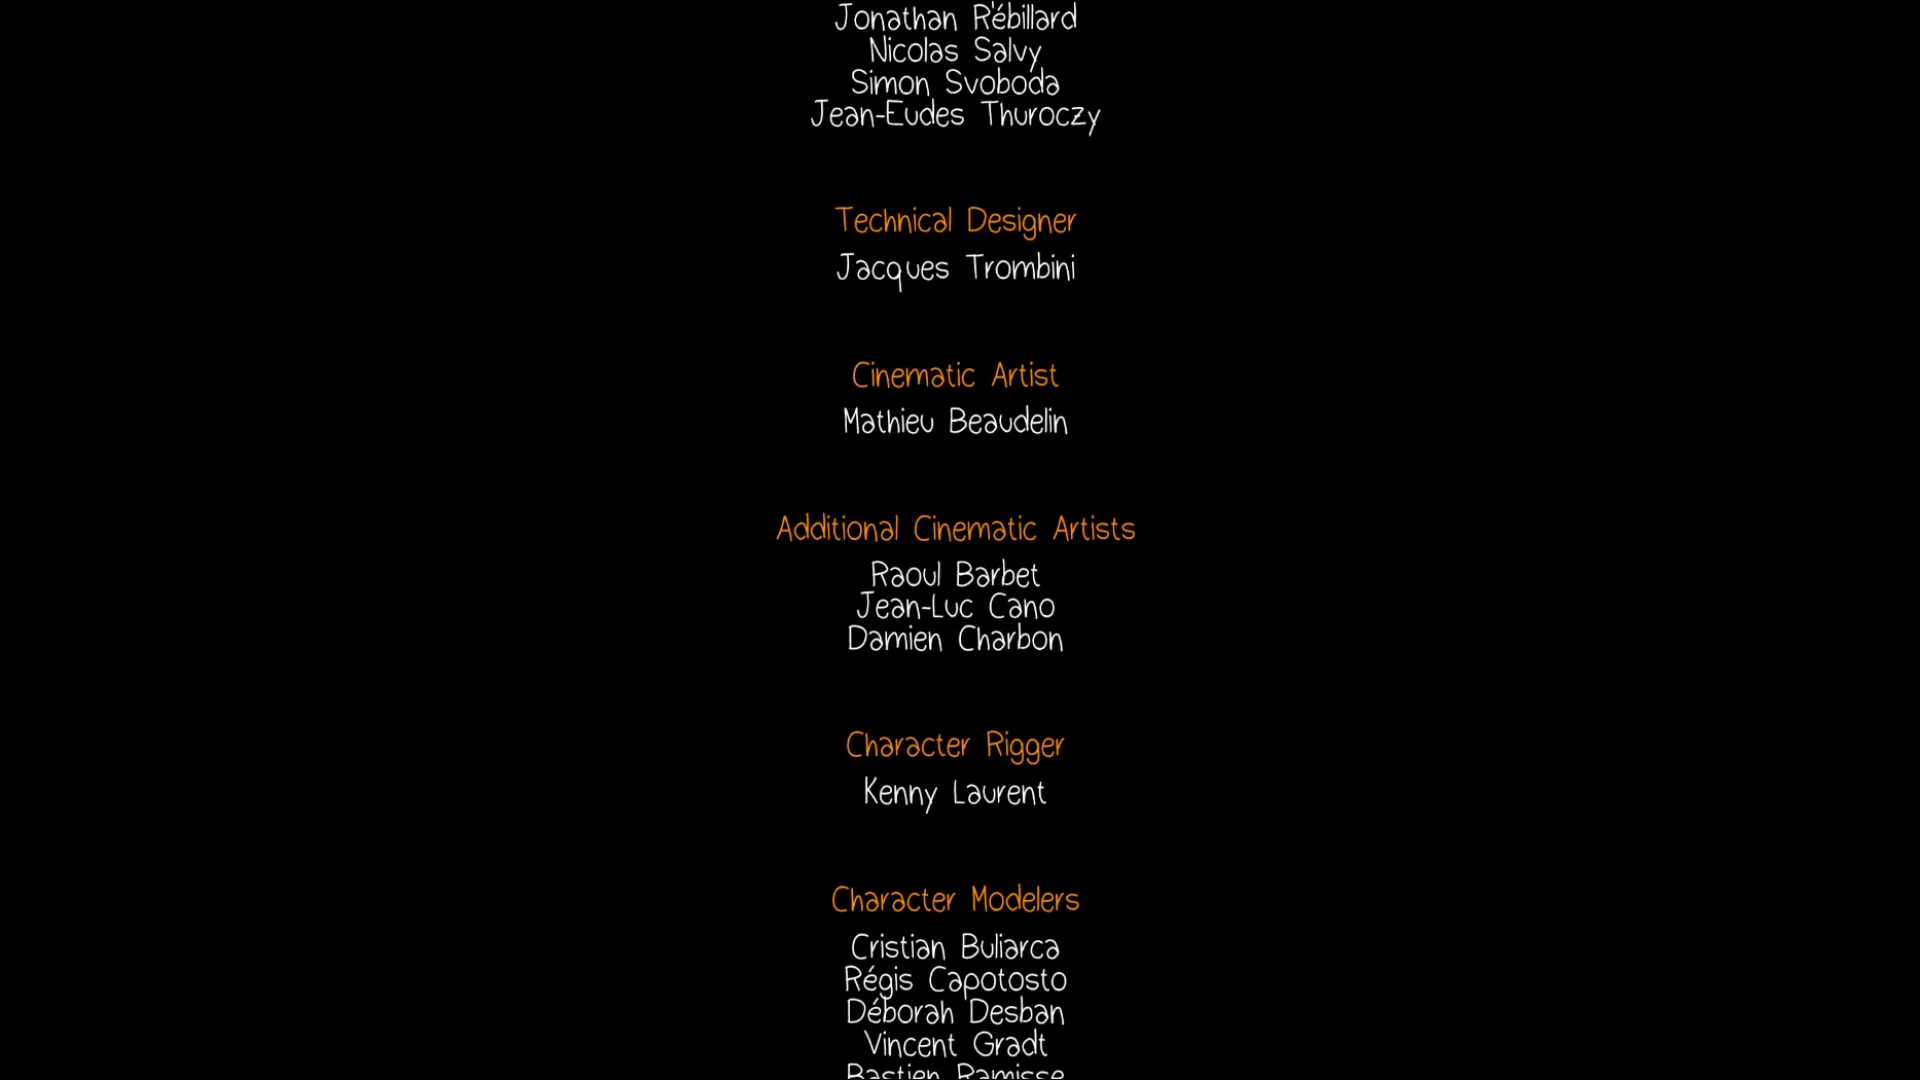 Jonathan Rébillard
Nicolas Salvy
Simon Svoboda
Jean-Eudes Thuroczy
Technical Designer
Jacques Trombini
Cinematic Artist
Mathieu Beaudelin
Additional Cinematic Artists
Raoul Barbet
Jean-Luc Cano
Damien Charbon
Character Rigger
Kenny Laurent
Character Modelers
Cristian Buliarca
Régis Capotosto
Déborah Desban
Vincent Gradt
Bastien Ramisse